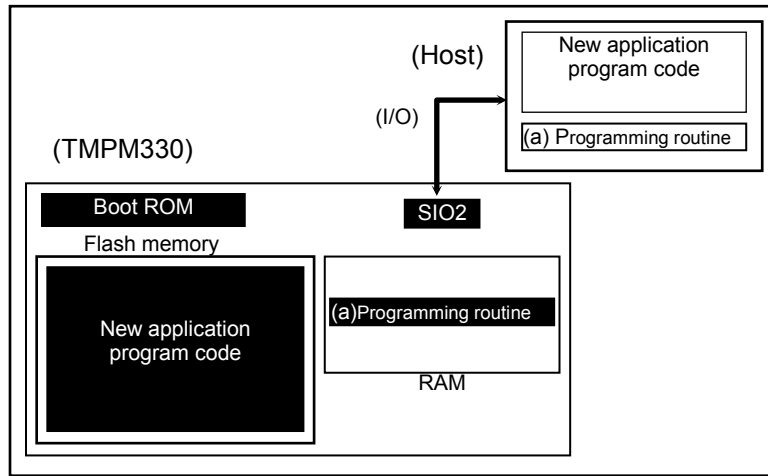 (Host)
New application
program code
(a) Programming routine
(I/O)
(TMPM330)
Boot ROM
SIO2
Flash memory
New application
program code
(a)Programming routine
RAM